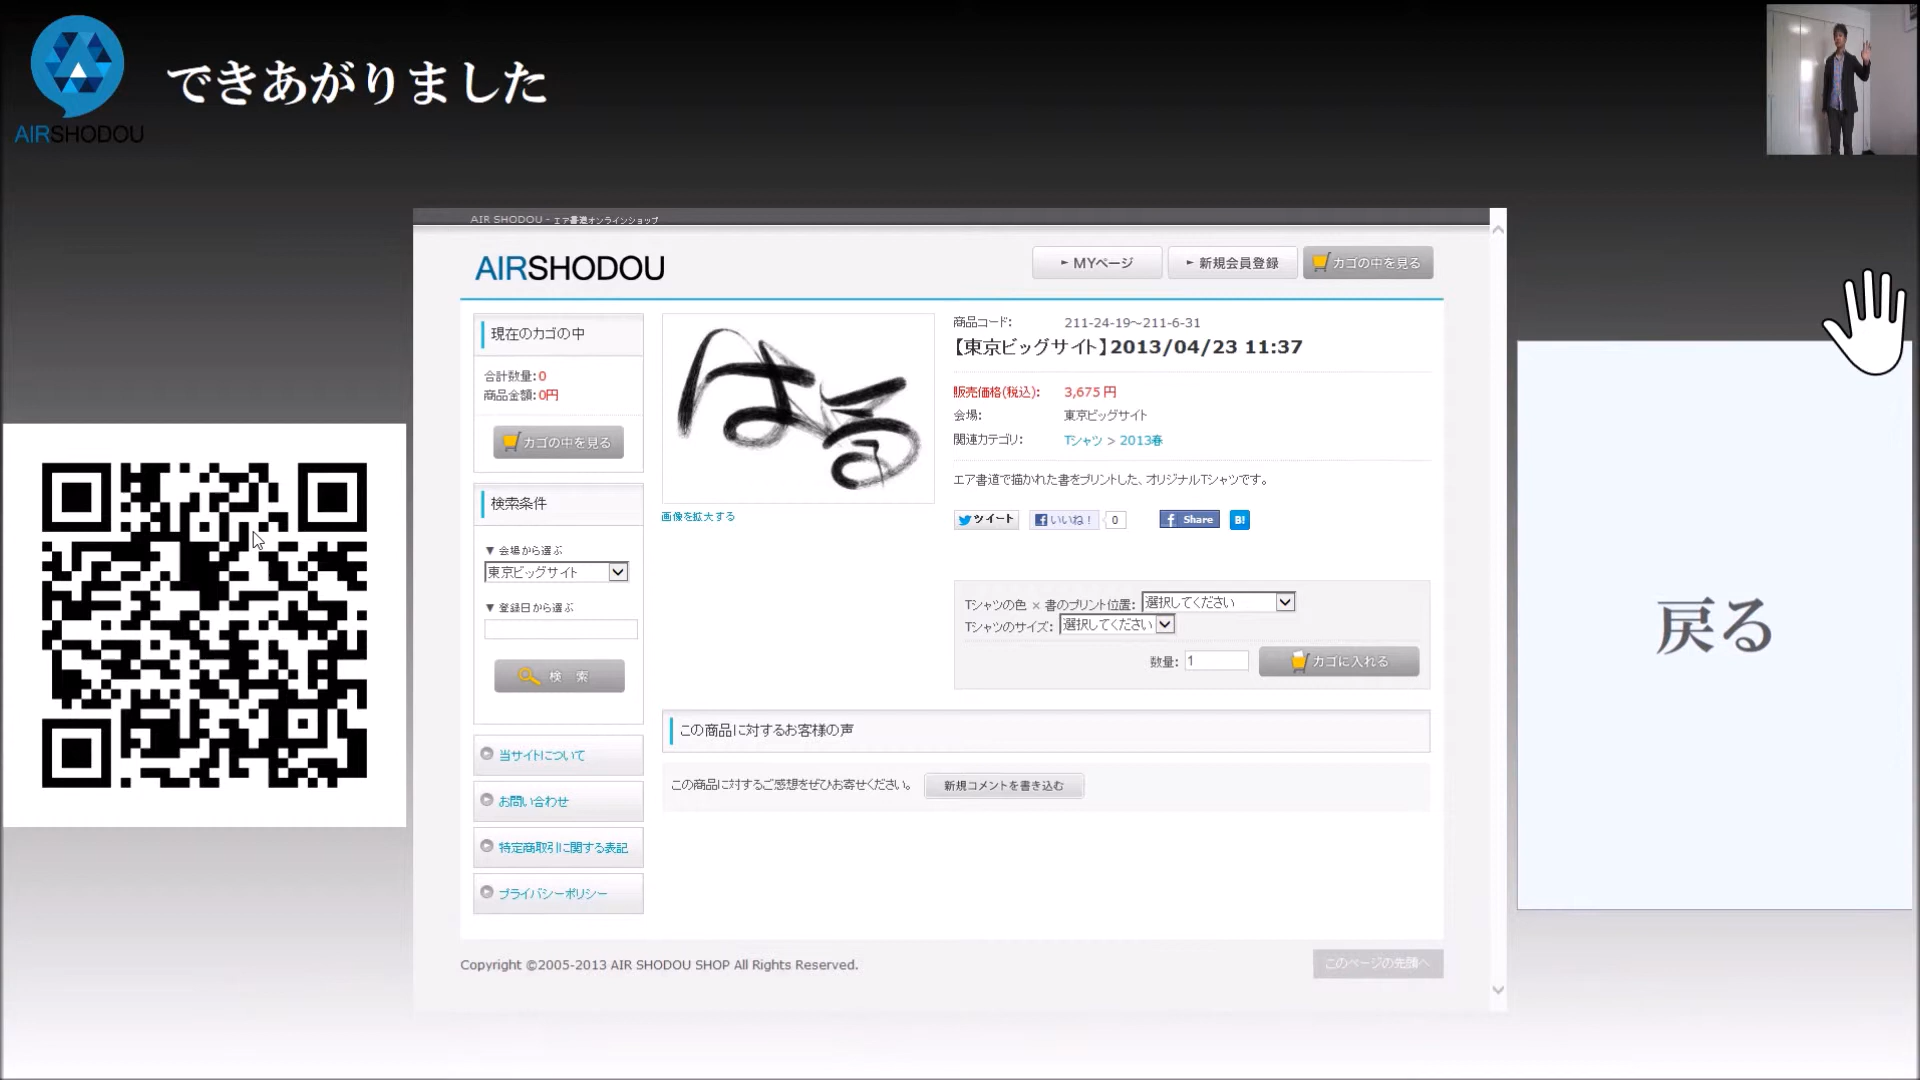 できあがりました
AIRSHODOU
AIR SHODOU - エア書道オンラインショップ
AIRSHODOU
MYページ
新規会員登録
カゴの中を見る
現在のカゴの中
合計数量:0
商品金額:0円
カゴの中を見る
検索条件
▼ 会場から選ぶ
東京ビッグサイト
▼ 登録日から選ぶ
検 索
当サイトについて
お問い合わせ
特定商取引に関する表記
プライバシーポリシー
はる
画像を拡大する
商品コード: 211-24-19～211-6-31
【東京ビッグサイト】2013/04/23 11:37
販売価格(税込): 3,675 円
会場: 東京ビッグサイト
関連カテゴリ: Tシャツ > 2013春
エア書道で描かれた書をプリントした、オリジナルTシャツです。
ツイート
いいね！ 0
Share
B!
Tシャツの色 × 書のプリント位置: 選択してください
Tシャツのサイズ: 選択してください
数量: 1
カゴに入れる
この商品に対するお客様の声
この商品に対するご感想をぜひお寄せください。
新規コメントを書き込む
戻る
Copyright ©2005-2013 AIR SHODOU SHOP All Rights Reserved.
このページの先頭へ